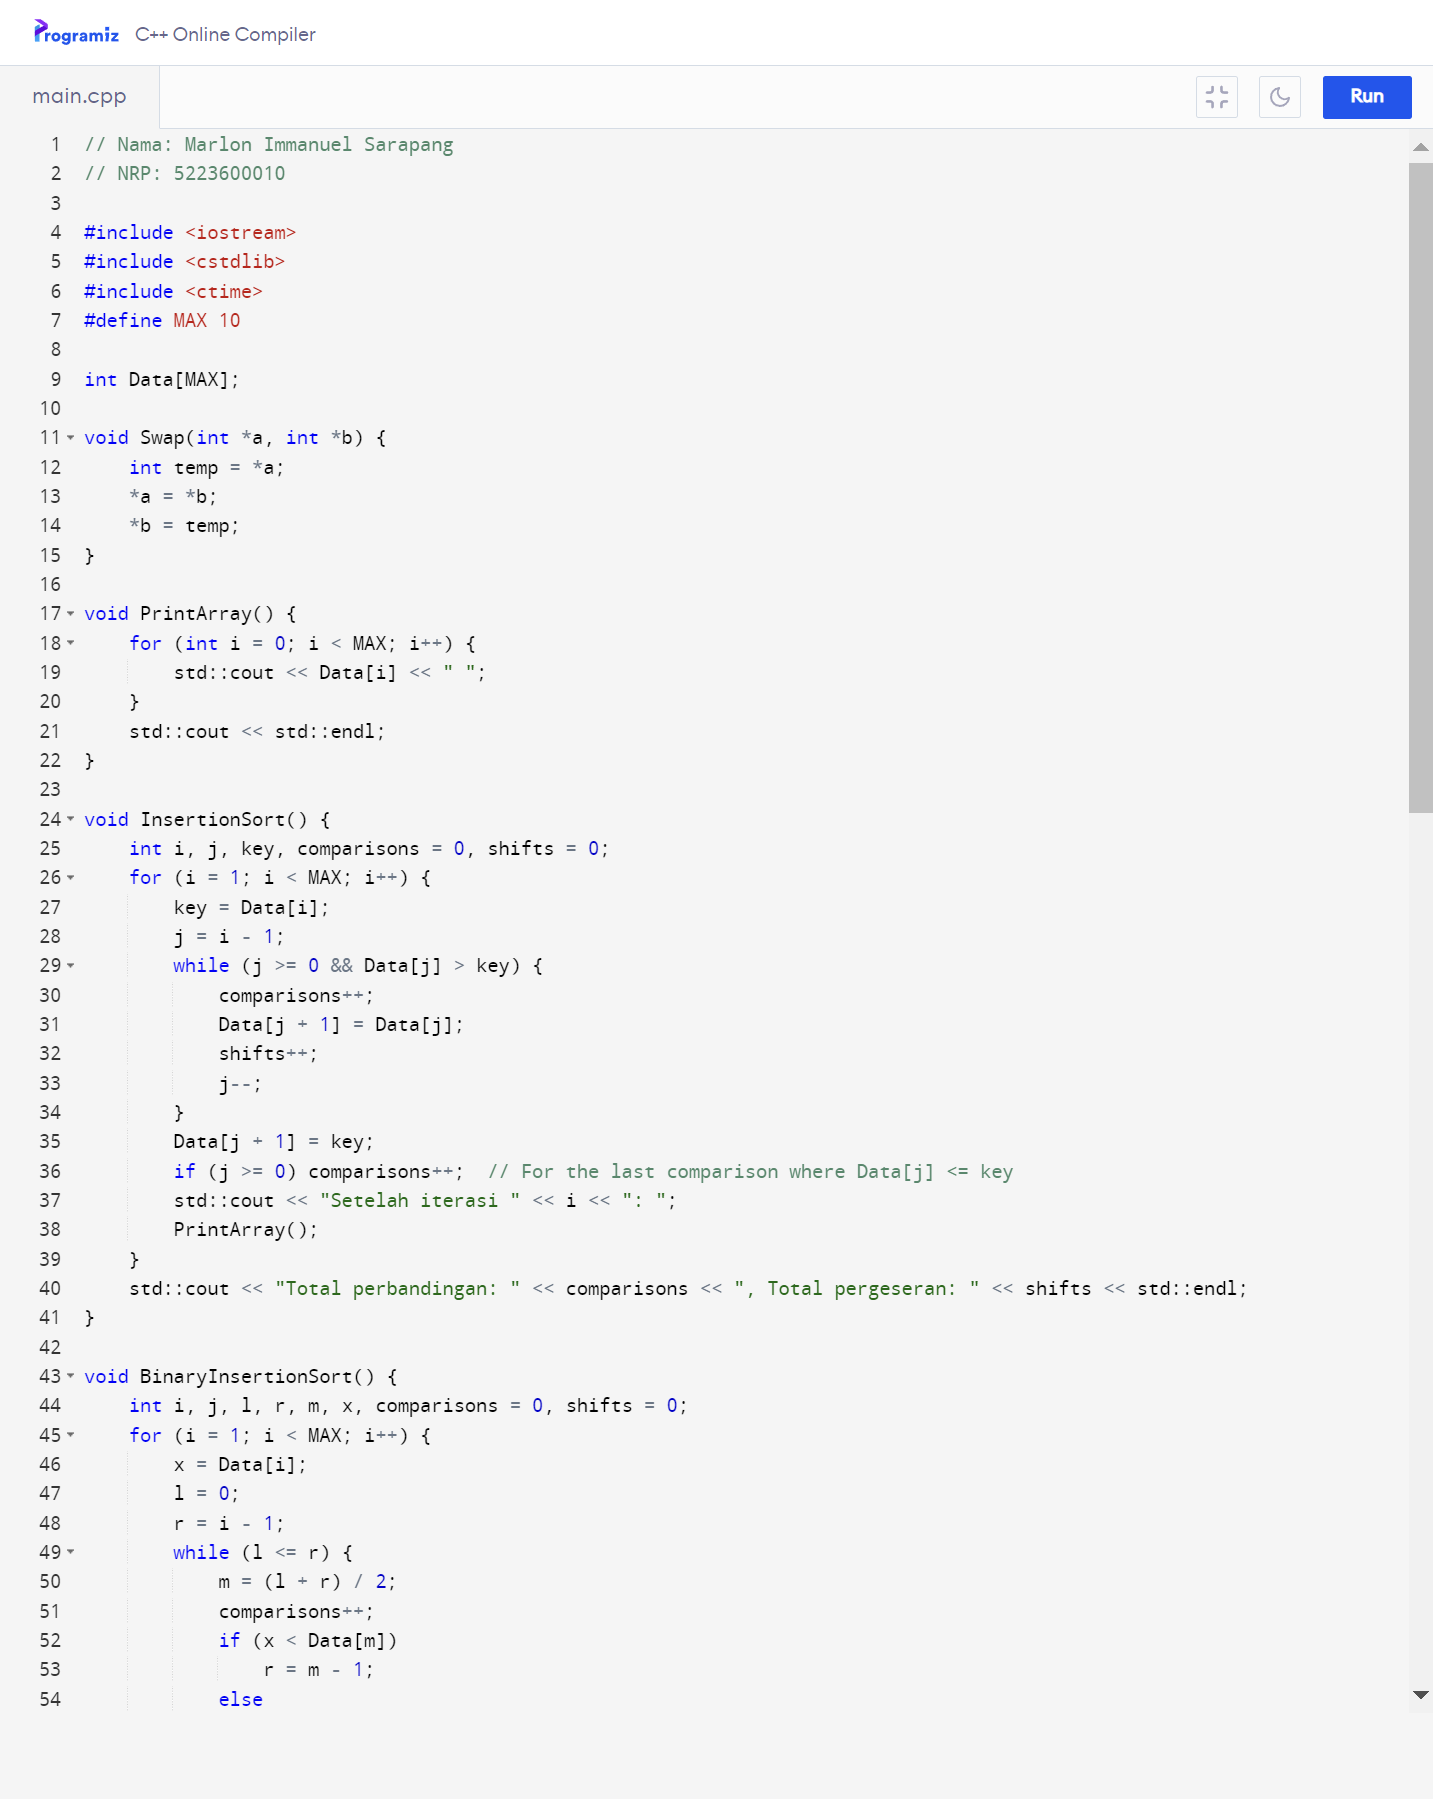 Programiz C++ Online Compiler
main.cpp
Run
1 // Nama: Marlon Immanuel Sarapang
2 // NRP: 5223600010
3
4 #include <iostream>
5 #include <cstdlib>
6 #include <ctime>
7 #define MAX 10
8
9 int Data[MAX];
10
11 void Swap(int *a, int *b) {
12     int temp = *a;
13     *a = *b;
14     *b = temp;
15 }
16
17 void PrintArray() {
18     for (int i = 0; i < MAX; i++) {
19         std::cout << Data[i] << " ";
20     }
21     std::cout << std::endl;
22 }
23
24 void InsertionSort() {
25     int i, j, key, comparisons = 0, shifts = 0;
26     for (i = 1; i < MAX; i++) {
27         key = Data[i];
28         j = i - 1;
29         while (j >= 0 && Data[j] > key) {
30             comparisons++;
31             Data[j + 1] = Data[j];
32             shifts++;
33             j--;
34         }
35         Data[j + 1] = key;
36         if (j >= 0) comparisons++;  // For the last comparison where Data[j] <= key
37         std::cout << "Setelah iterasi " << i << ": ";
38         PrintArray();
39     }
40     std::cout << "Total perbandingan: " << comparisons << ", Total pergeseran: " << shifts << std::endl;
41 }
42
43 void BinaryInsertionSort() {
44     int i, j, l, r, m, x, comparisons = 0, shifts = 0;
45     for (i = 1; i < MAX; i++) {
46         x = Data[i];
47         l = 0;
48         r = i - 1;
49         while (l <= r) {
50             m = (l + r) / 2;
51             comparisons++;
52             if (x < Data[m])
53                 r = m - 1;
54             else